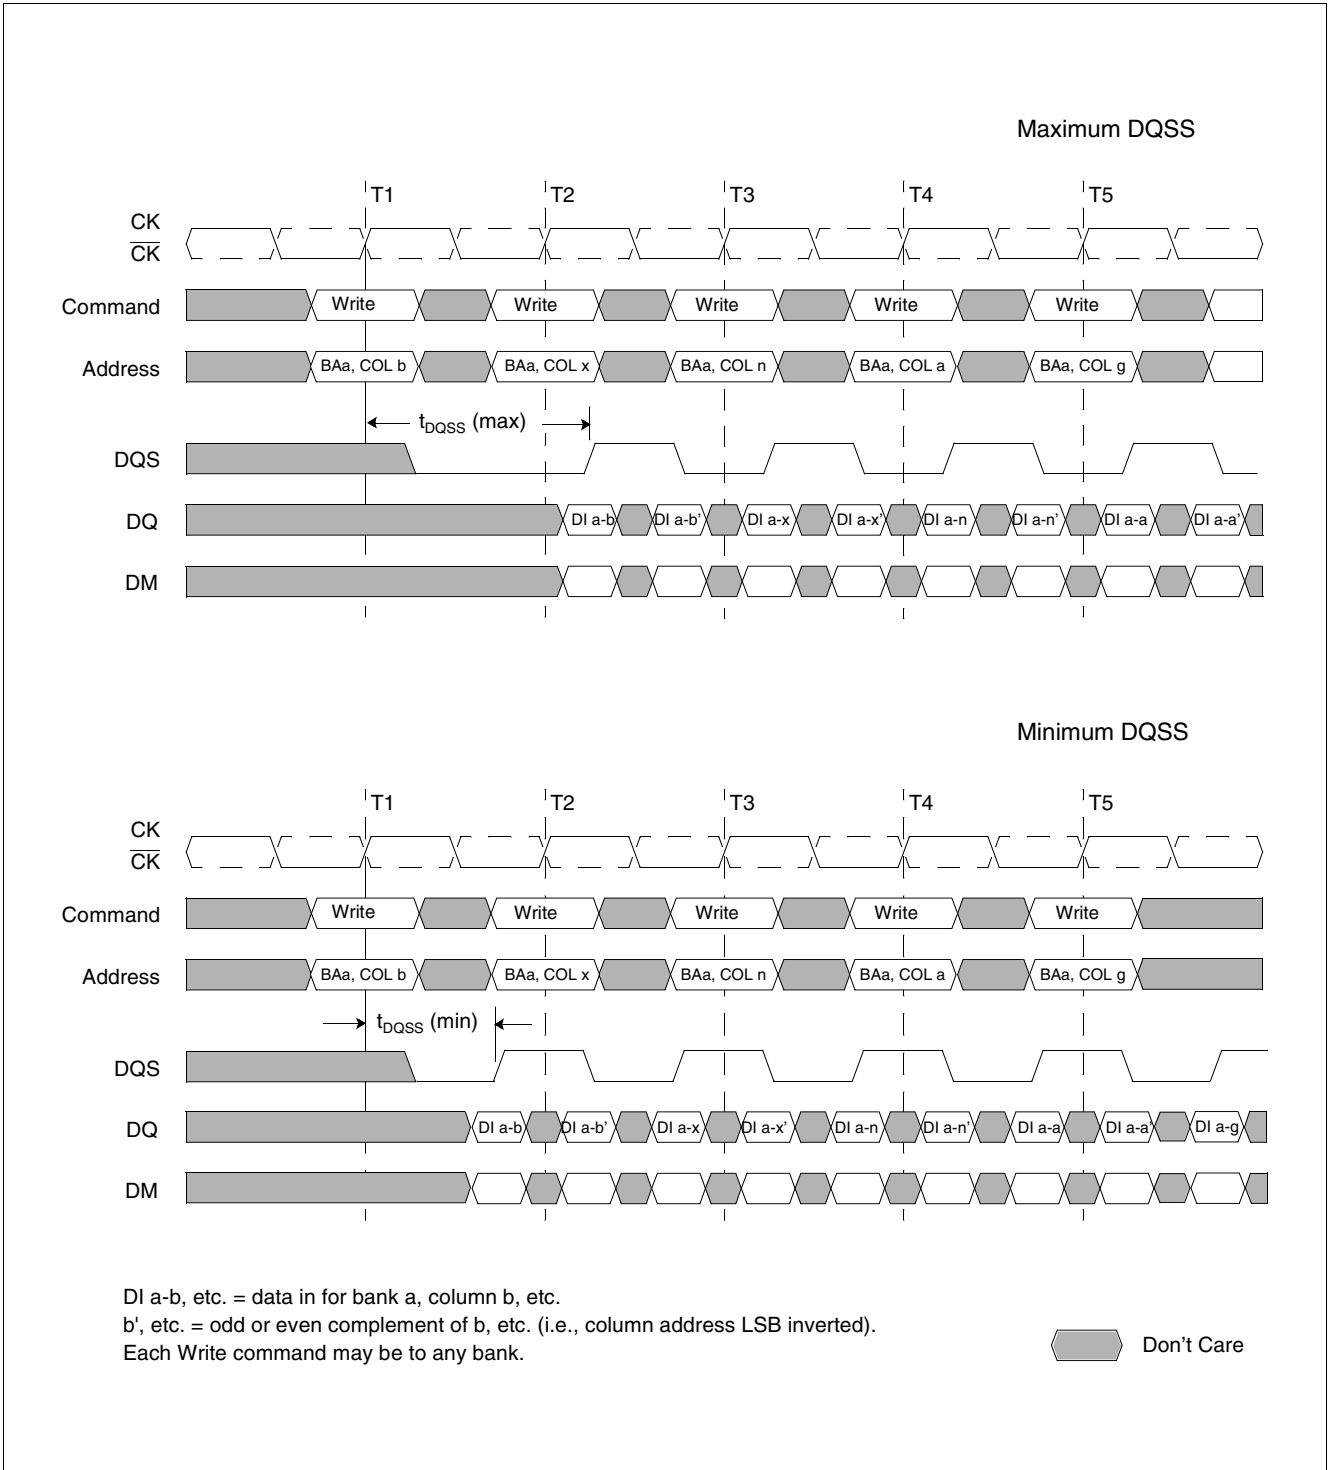 Maximum DQSS
T1 T2 T3 T4 T5
CK
CK
Command Write Write Write Write Write
Address BAa, COL b BAa, COL x BAa, COL n BAa, COL a BAa, COL g
tDQSS (max)
DQS
DQ DI a-b DI a-b’ DI a-x DI a-x’ DI a-n DI a-n’ DI a-a DI a-a’
DM
Minimum DQSS
T1 T2 T3 T4 T5
CK
CK
Command Write Write Write Write Write
Address BAa, COL b BAa, COL x BAa, COL n BAa, COL a BAa, COL g
tDQSS (min)
DQS
DQ DI a-b DI a-b’ DI a-x DI a-x’ DI a-n DI a-n’ DI a-a DI a-a’ DI a-g
DM
DI a-b, etc. = data in for bank a, column b, etc.
b', etc. = odd or even complement of b, etc. (i.e., column address LSB inverted).
Each Write command may be to any bank.
Don't Care